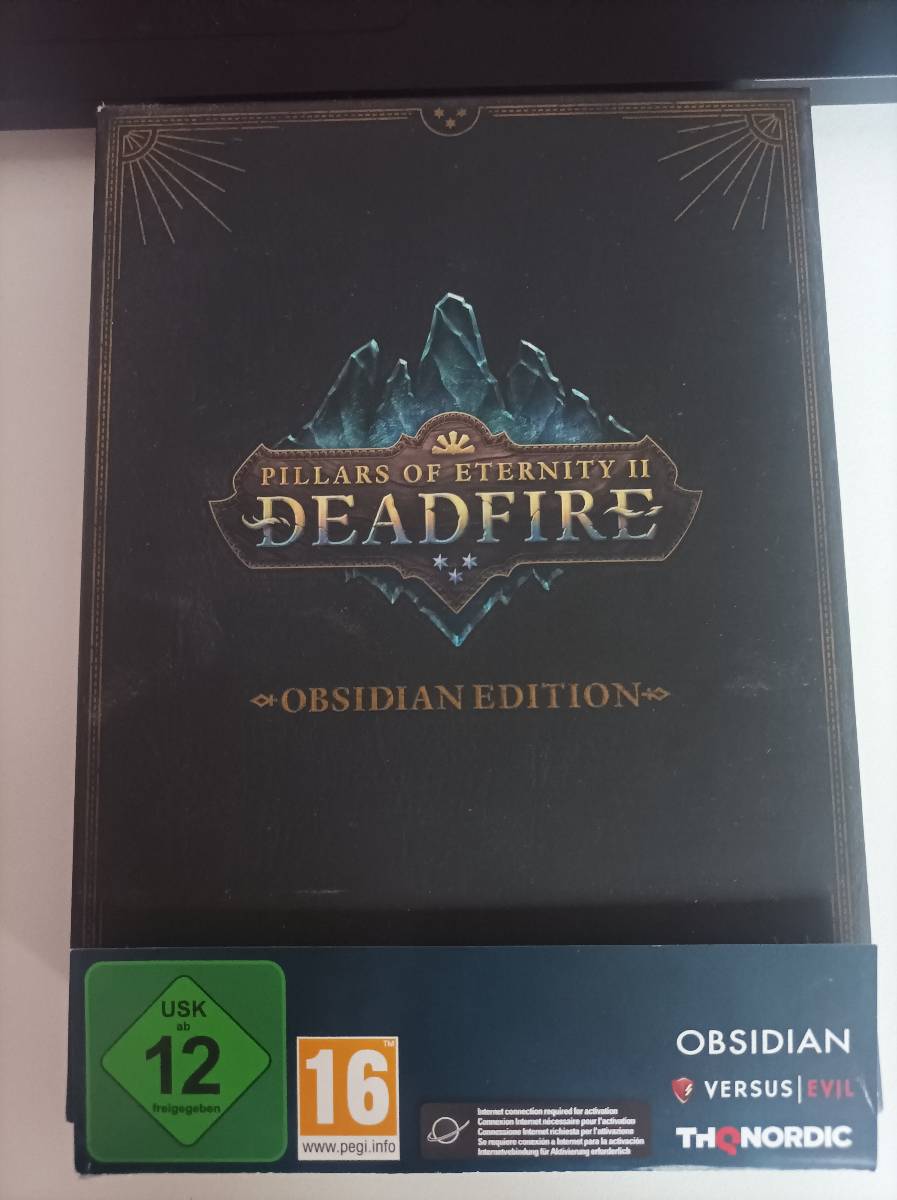 PILLARS OF ETERNITY II
DEADFIRE
OBSIDIAN EDITION
USK
ab
12
freigegeben
16
TM
www.pegi.info
Internet connection required for activation
Connexion Internet nécessaire pour l'activation
Connessione Internet richiesta per l'attivazione
Se requiere conexión a Internet para la activación
Internetverbindung für Aktivierung erforderlich
OBSIDIAN
VERSUS|EVIL
THQNORDIC